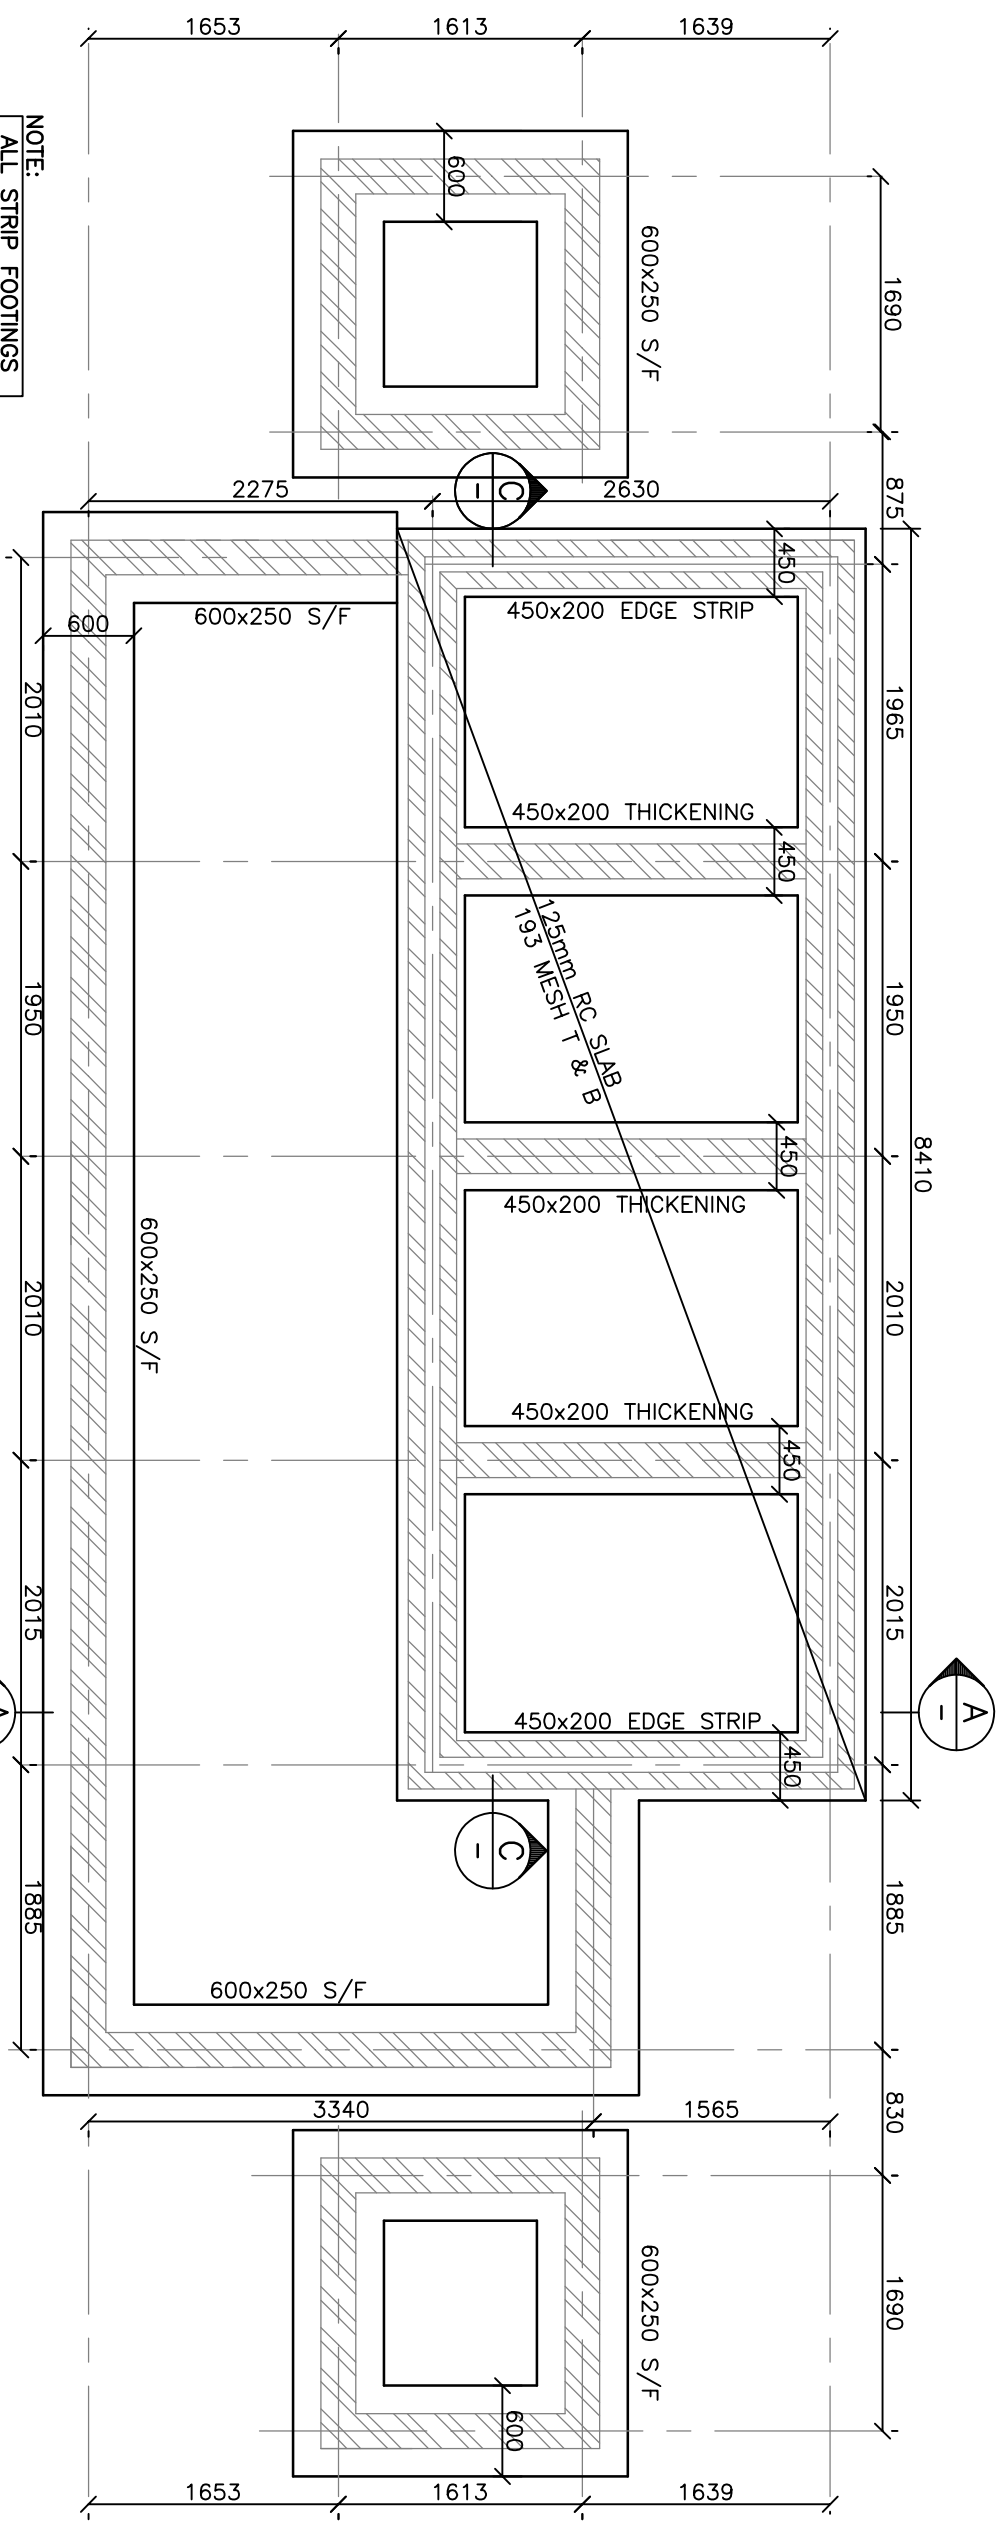 1653
1613
1639
NOTE:
ALL STRIP FOOTINGS
600
600x250 S/F
1690
875
2275
2630
C
-
450
8410
600x250 S/F
450x200 EDGE STRIP
600
2010
1965
450x200 THICKENING
450
125mm RC SLAB
193 MESH T & B
1950
1950
450
450x200 THICKENING
600x250 S/F
2010
2010
450x200 THICKENING
450
2015
2015
A
-
A
450x200 EDGE STRIP
450
C
-
1885
1885
600x250 S/F
3340
1565
830
600x250 S/F
1690
600
1653
1613
1639